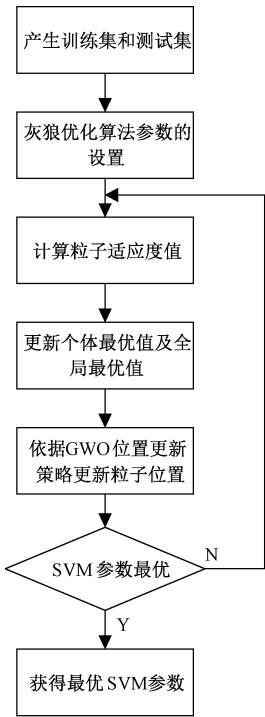 产生训练集和测试集
灰狼优化算法参数的
设置
计算粒子适应度值
更新个体最优值及全
局最优值
依据GWO位置更新
策略更新粒子位置
SVM参数最优
N
Y
获得最优SVM参数